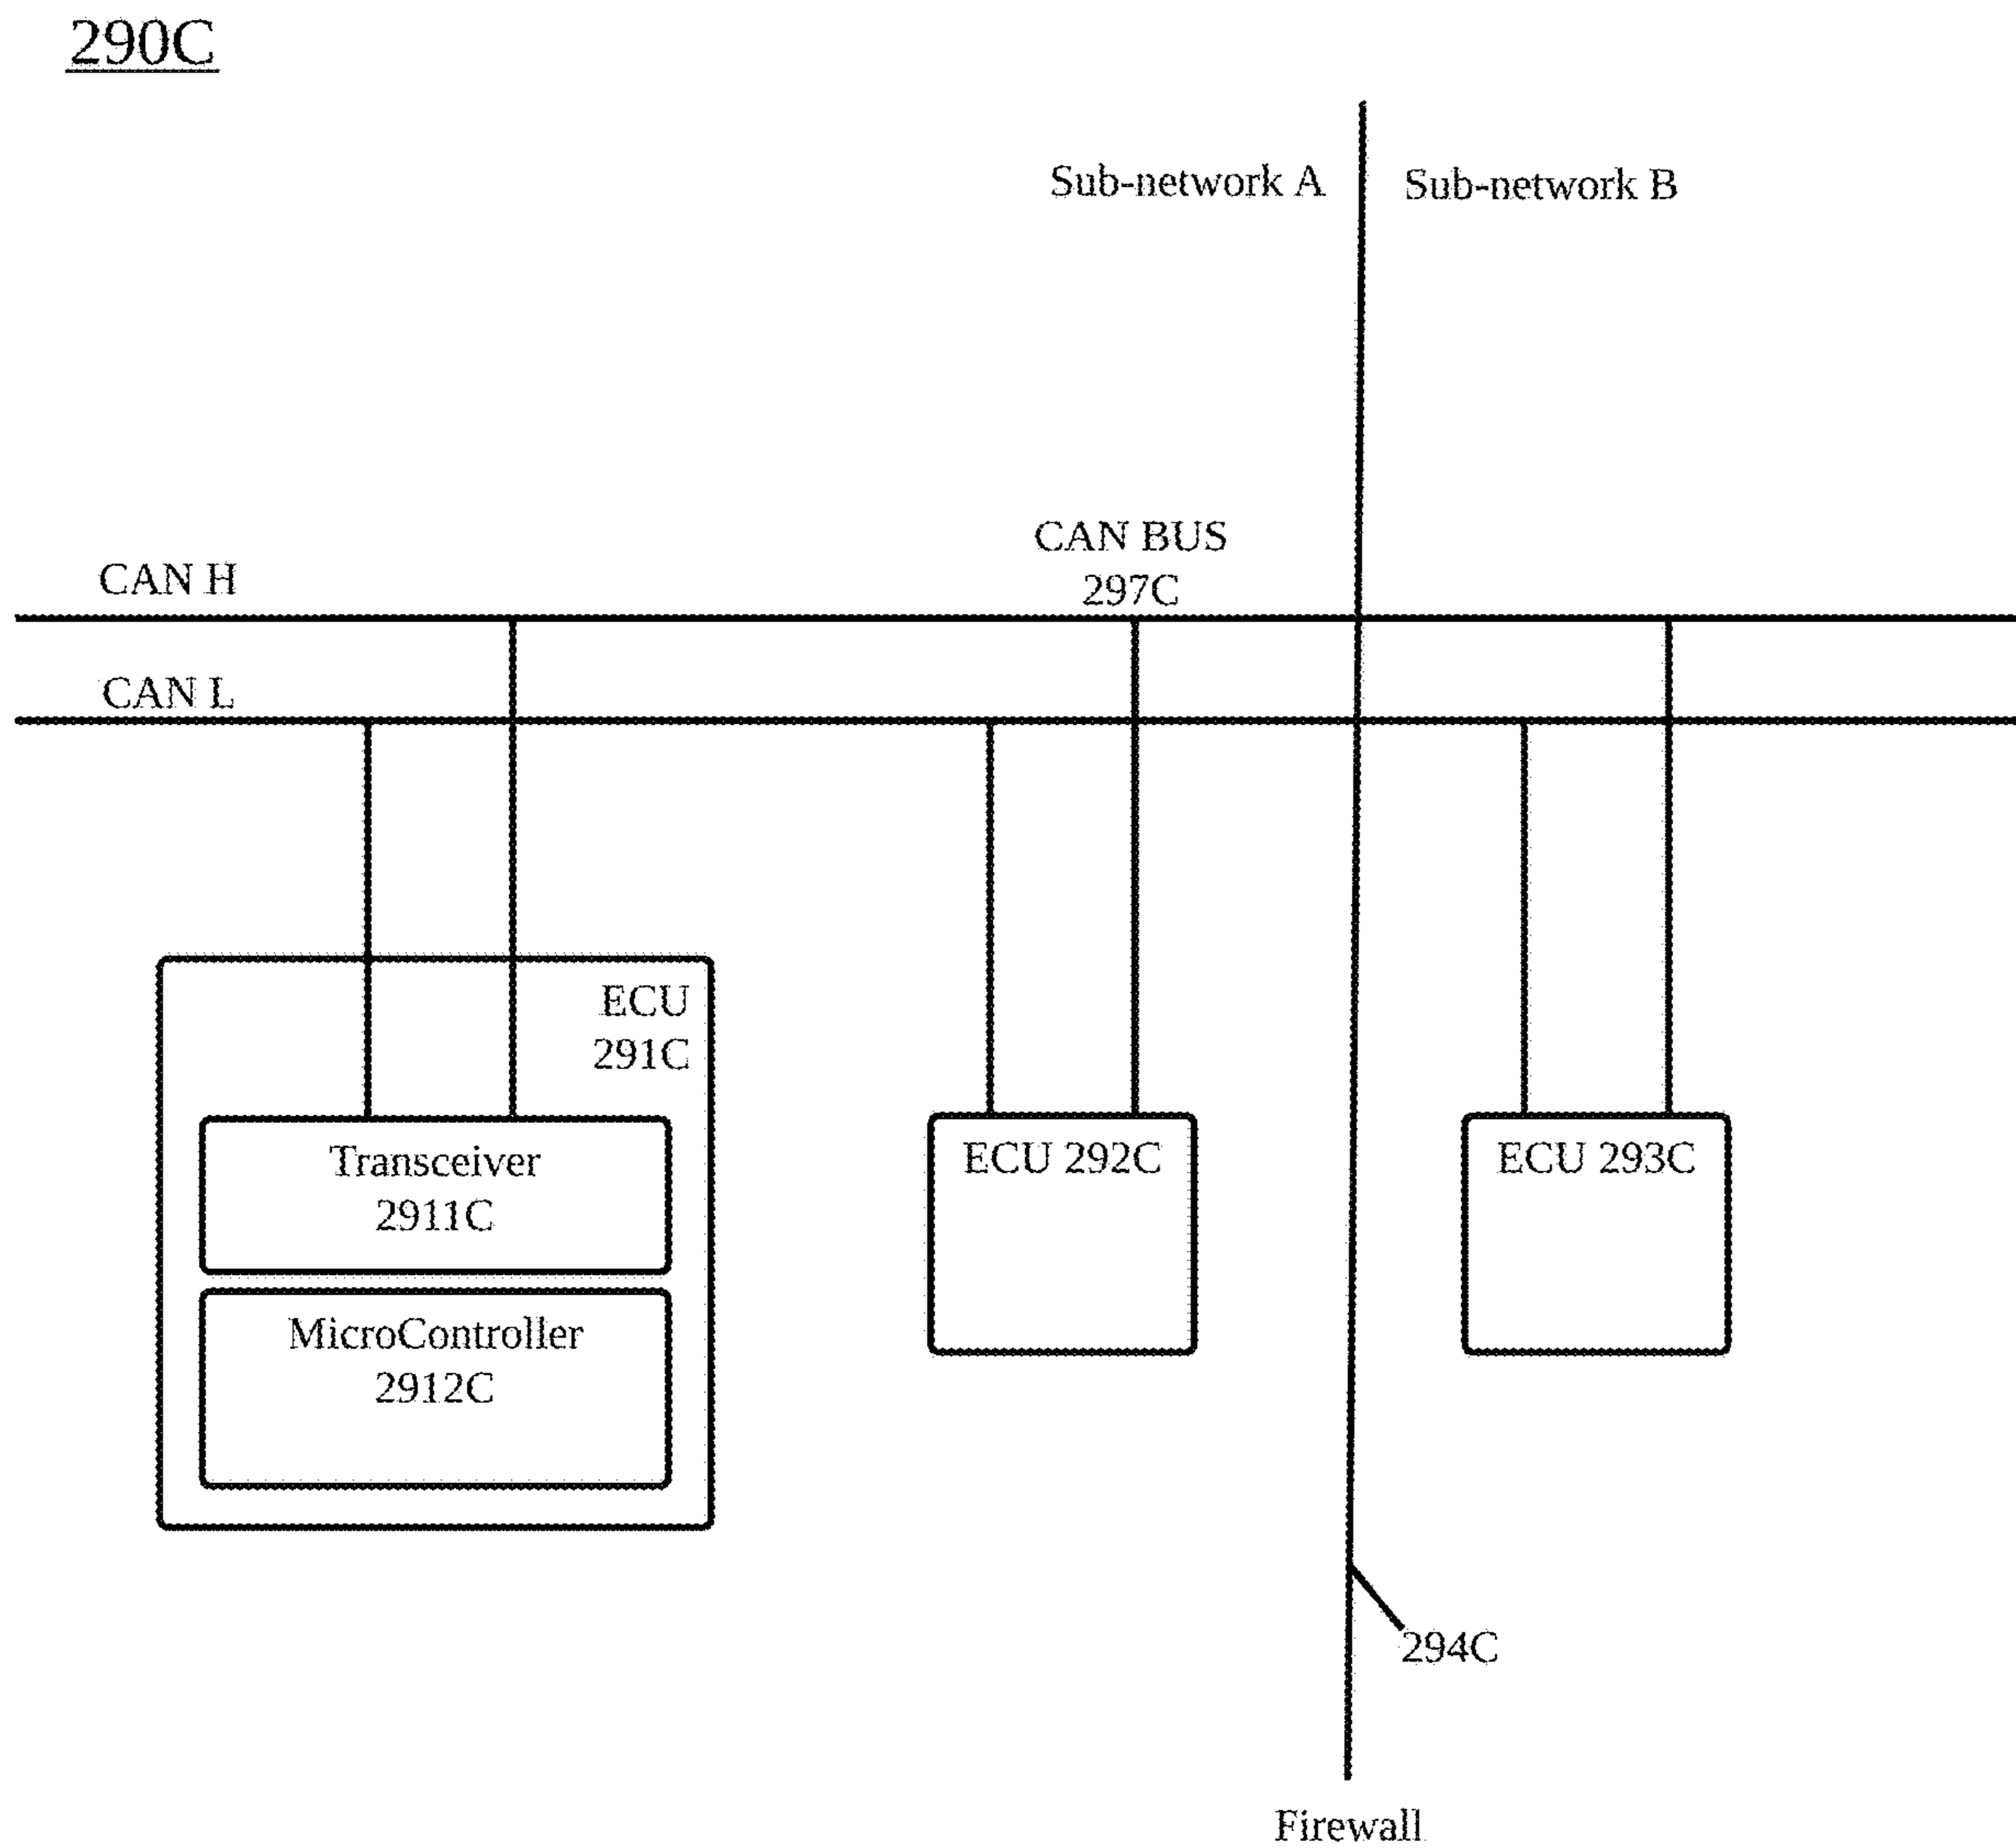 290C
Sub-network A
Sub-network B
CAN BUS
297C
CAN H
CAN L
ECU
291C
Transceiver
2911C
MicroController
2912C
ECU 292C
ECU 293C
294C
Firewall